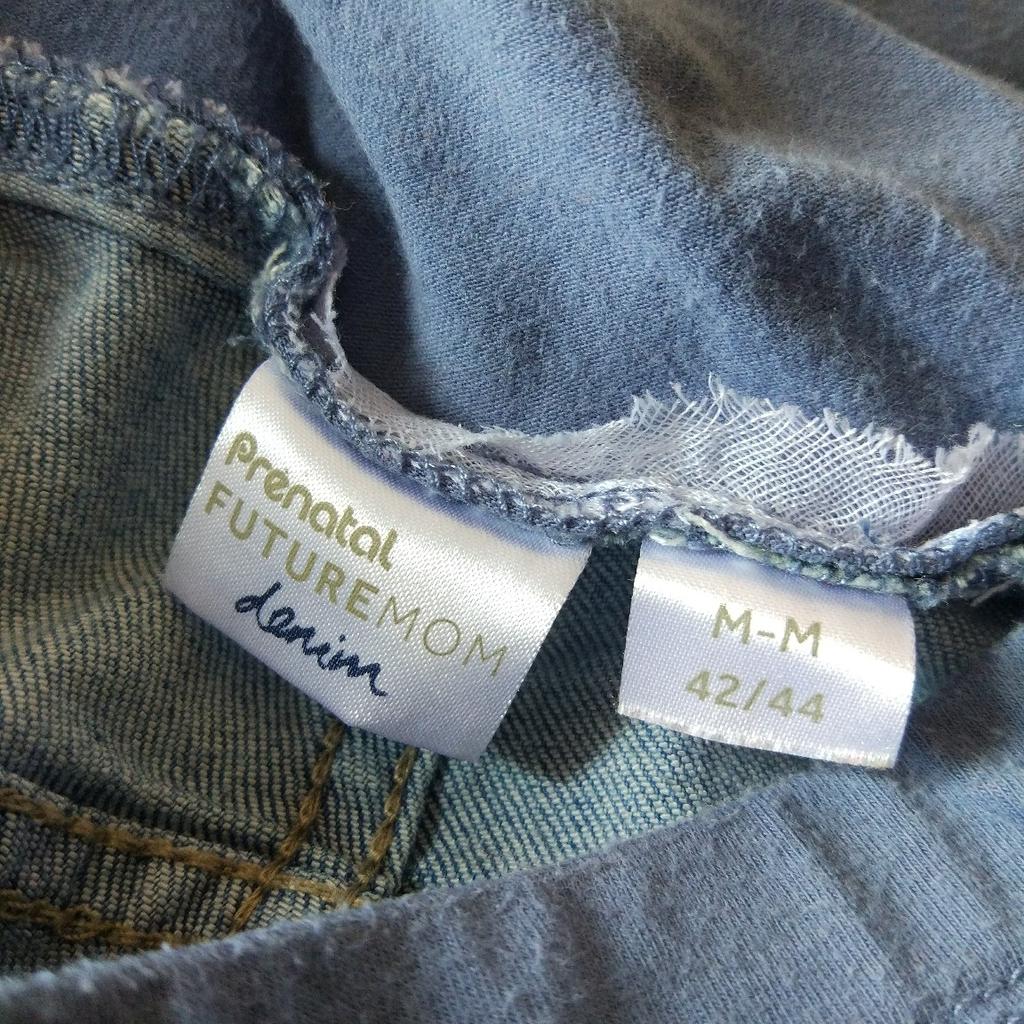 Prenatal
FUTUREMOM
denim
M-M
42/44